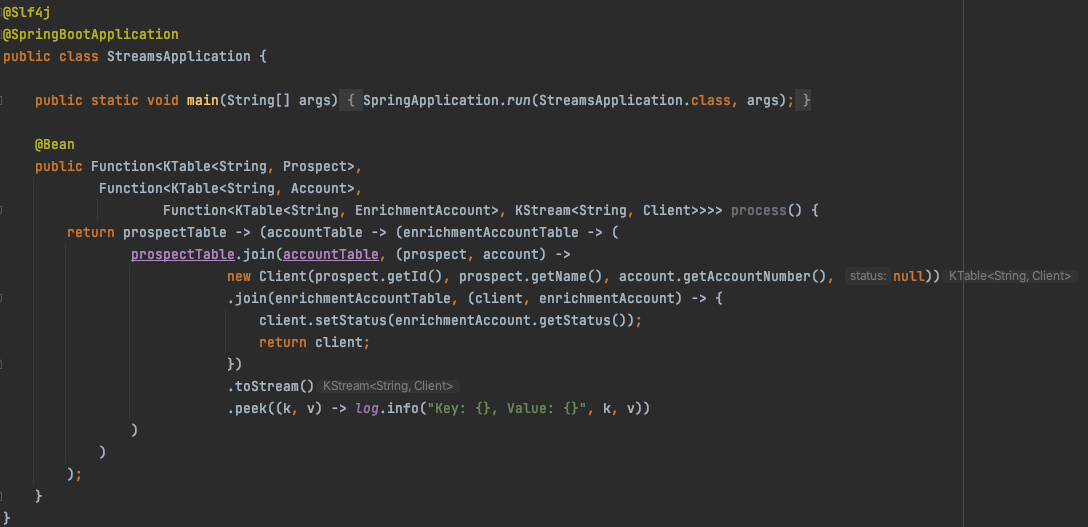 @Slf4j
@SpringBootApplication
public class StreamsApplication {
public static void main(String[] args) { SpringApplication.run(StreamsApplication.class, args); }
@Bean
public Function<KTable<String, Prospect>,
Function<KTable<String, Account>,
Function<KTable<String, EnrichmentAccount>, KStream<String, Client>>>> process() {
return prospectTable -> (accountTable -> (enrichmentAccountTable -> (
prospectTable.join(accountTable, (prospect, account) ->
new Client(prospect.getId(), prospect.getName(), account.getAccountNumber(), status: null)) KTable<String, Client>
.join(enrichmentAccountTable, (client, enrichmentAccount) -> {
client.setStatus(enrichmentAccount.getStatus());
return client;
})
.toStream() KStream<String, Client>
.peek((k, v) -> log.info("Key: {}, Value: {}", k, v))
)
)
);
}
}